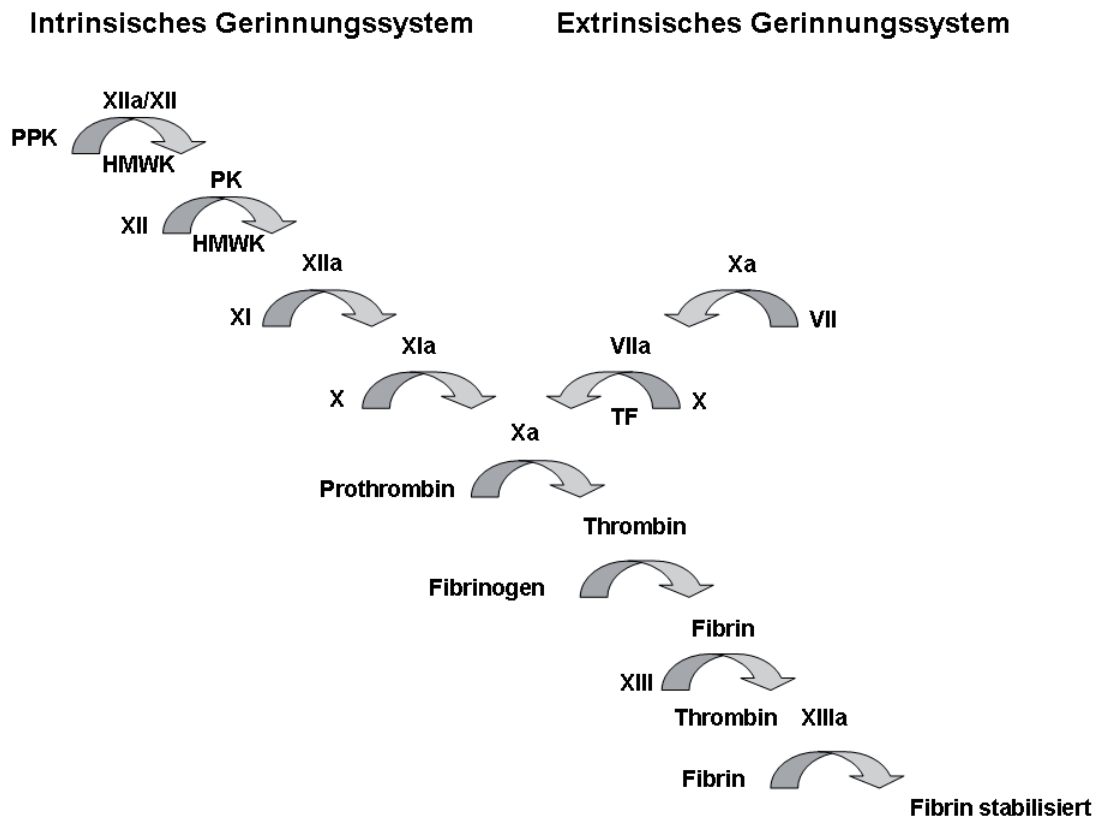 Intrinsisches Gerinnungssystem
Extrinsisches Gerinnungssystem
XIIa/XII
PPK
HMWK
PK
XII
HMWK
XIIa
Xa
XI
VII
XIa
VIIa
X
X
TF
Xa
Prothrombin
Thrombin
Fibrinogen
Fibrin
XIII
Thrombin XIIIa
Fibrin
Fibrin stabilisiert